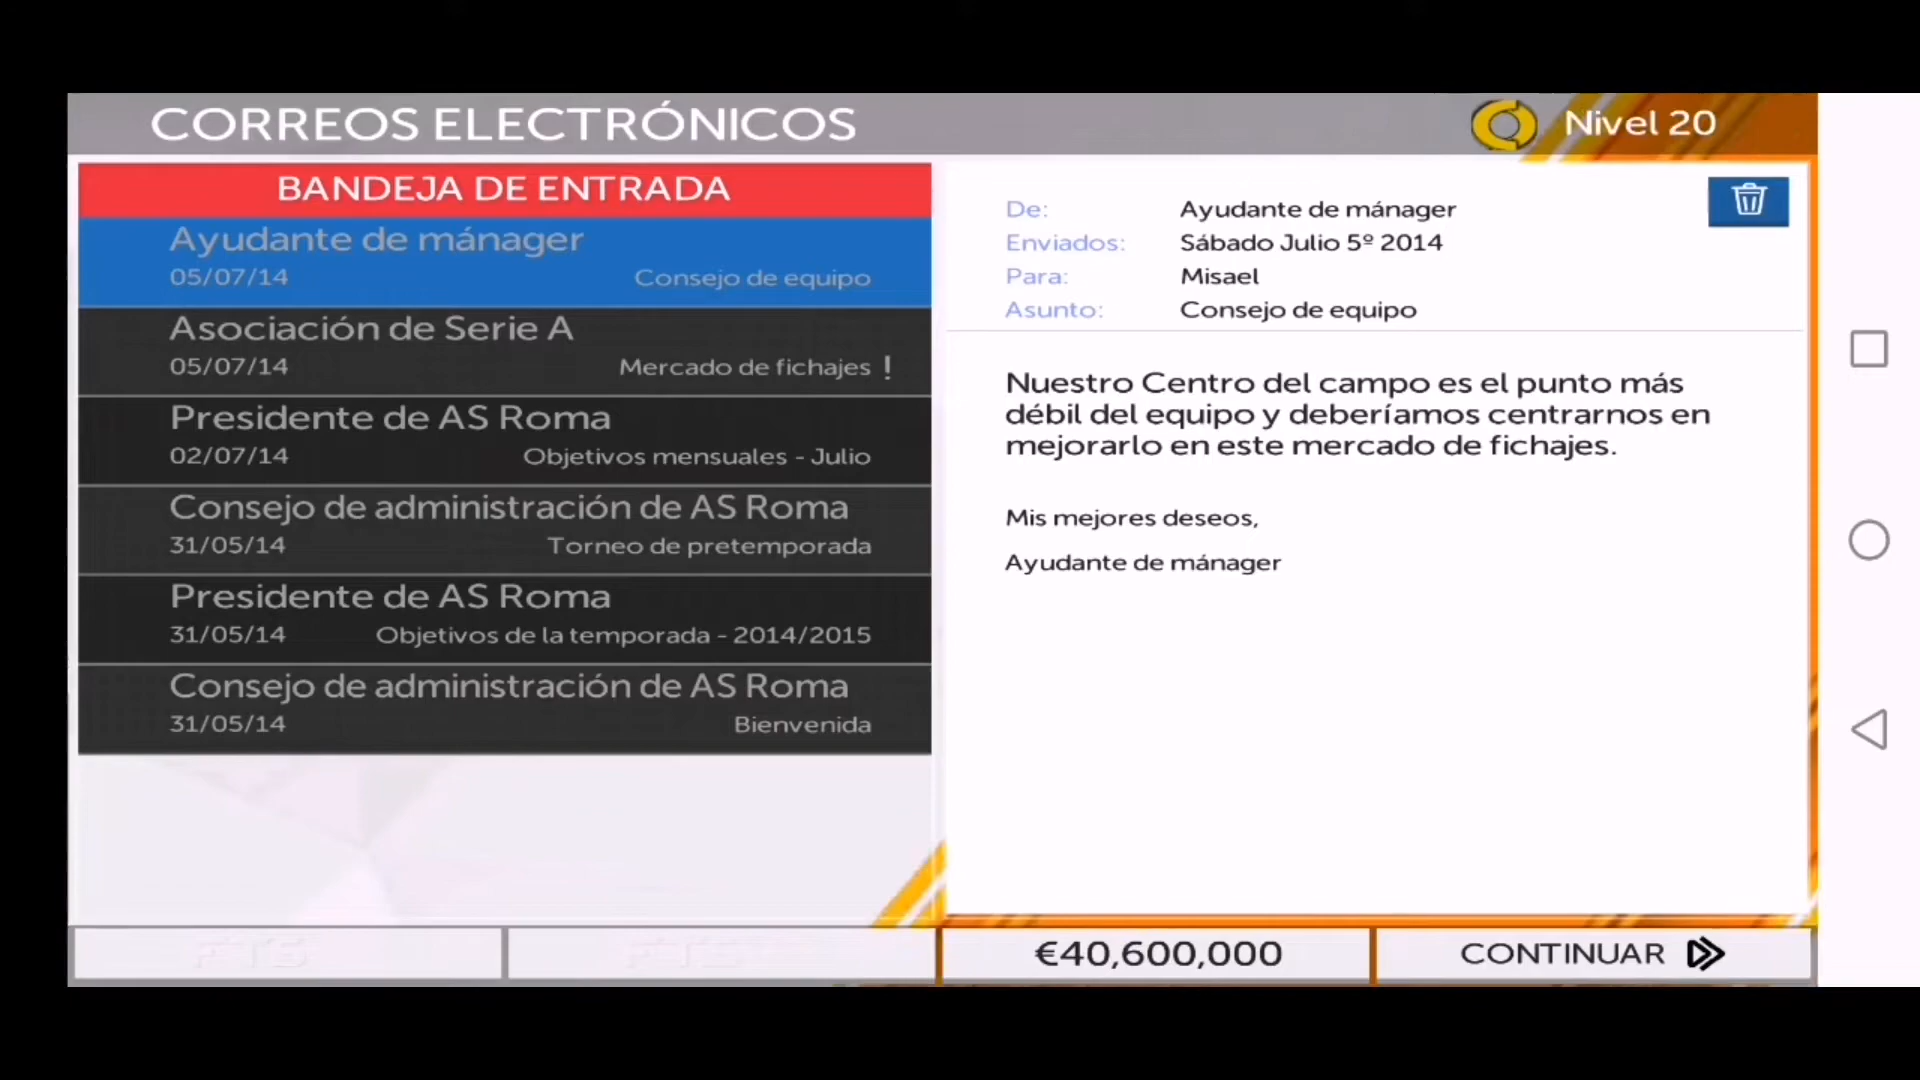 CORREOS ELECTRÓNICOS
Nivel 20
BANDEJA DE ENTRADA
Ayudante de mánager
05/07/14 Consejo de equipo
Asociación de Serie A
05/07/14 Mercado de fichajes !
Presidente de AS Roma
02/07/14 Objetivos mensuales - Julio
Consejo de administración de AS Roma
31/05/14 Torneo de pretemporada
Presidente de AS Roma
31/05/14 Objetivos de la temporada - 2014/2015
Consejo de administración de AS Roma
31/05/14 Bienvenida
De: Ayudante de mánager
Enviados: Sábado Julio 5º 2014
Para: Misael
Asunto: Consejo de equipo
Nuestro Centro del campo es el punto más
débil del equipo y deberíamos centrarnos en
mejorarlo en este mercado de fichajes.
Mis mejores deseos,
Ayudante de mánager
€40,600,000
CONTINUAR